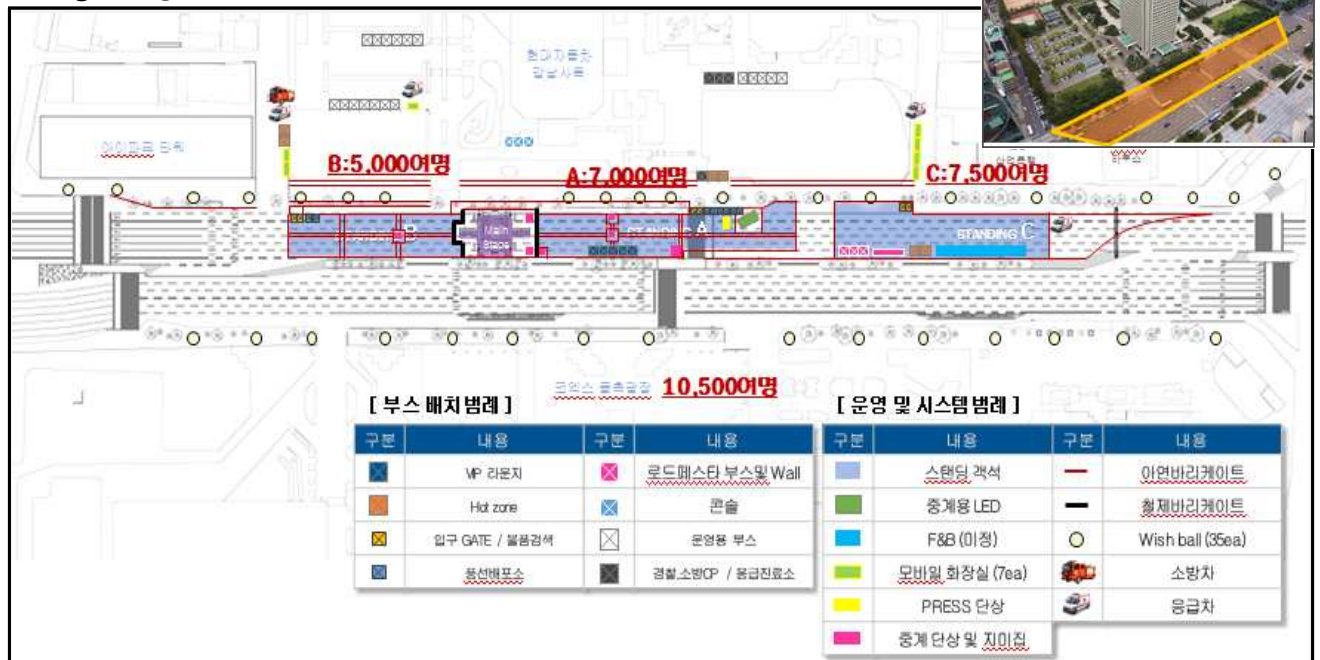 현대자동차
강남사옥
아이파크 타워
B:5,000여명
A:7,000여명
C:7,500여명
STANDING B
Main
Stage
STANDING A
STANDING C
코엑스 동측광장 10,500여명
[ 부스 배치 범례 ]
구분 내용 구분 내용
VIP 라운지 로드페스타 부스및 Wall
Hot zone 콘솔
입구 GATE / 물품검색 운영용 부스
풍선배포소 경찰,소방CP / 응급진료소
[ 운영 및 시스템 범례 ]
구분 내용 구분 내용
스탠딩 객석 아연바리케이트
중계용 LED 철제바리케이트
F&B (미정) Wish ball (35ea)
모바일 화장실 (7ea) 소방차
PRESS 단상 응급차
중계 단상 및 지미집